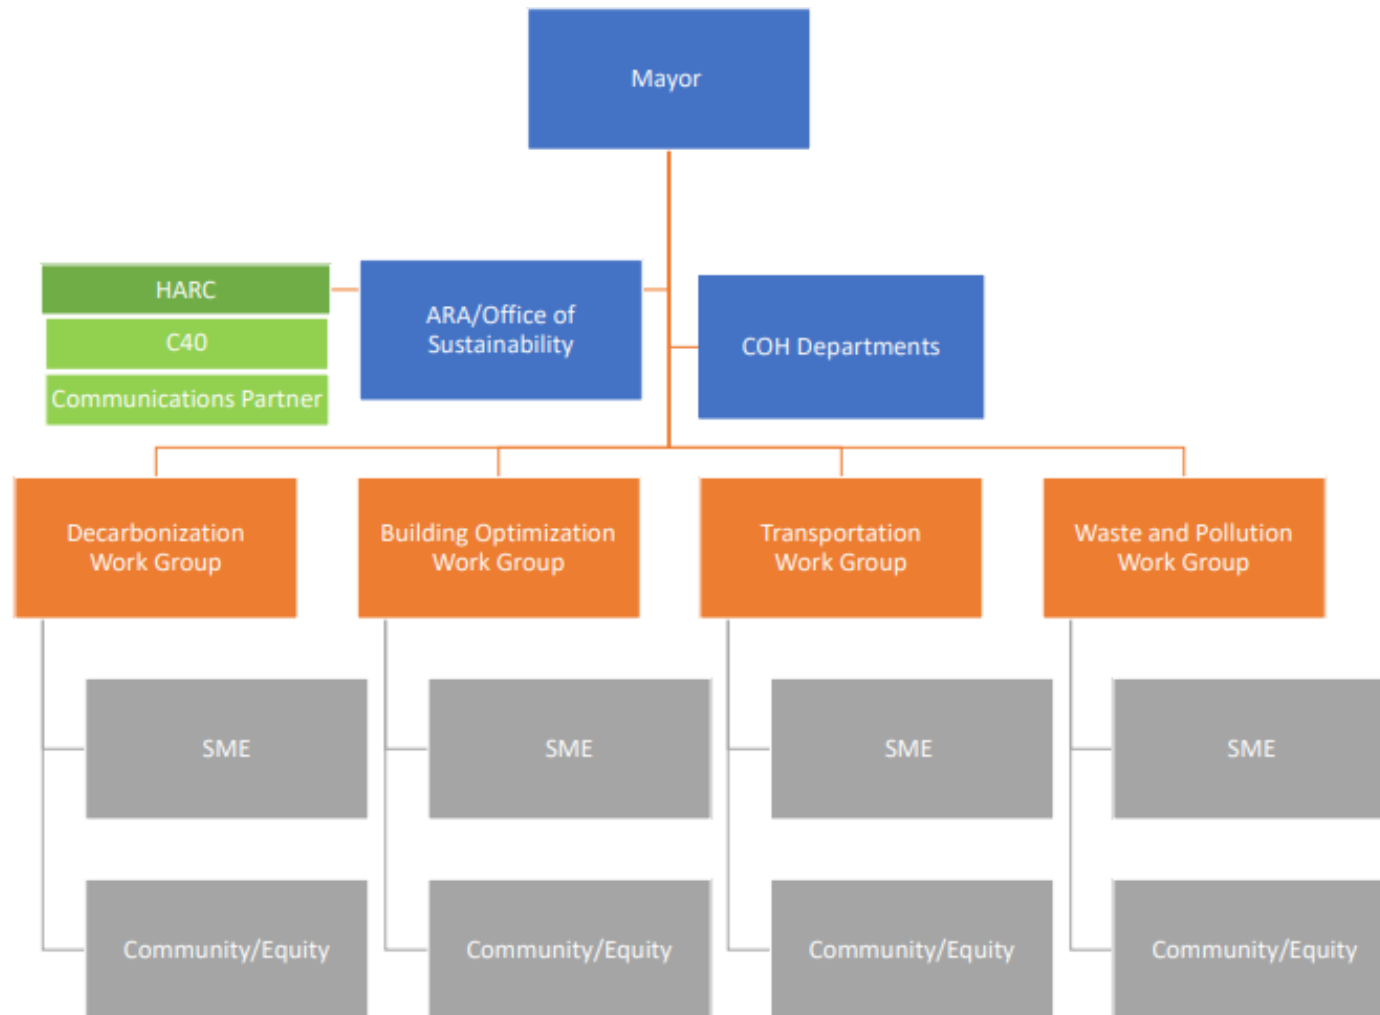 Mayor
HARC
C40
Communications Partner
ARA/Office of
Sustainability
COH Departments
Decarbonization
Work Group
Building Optimization
Work Group
Transportation
Work Group
Waste and Pollution
Work Group
SME
SME
SME
SME
Community/Equity
Community/Equity
Community/Equity
Community/Equity